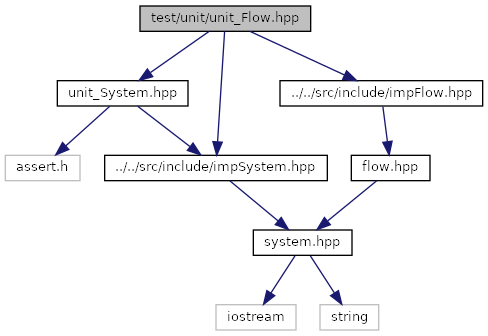 test/unit/unit_Flow.hpp
unit_System.hpp
../../src/include/impFlow.hpp
assert.h
../../src/include/impSystem.hpp
flow.hpp
system.hpp
iostream
string